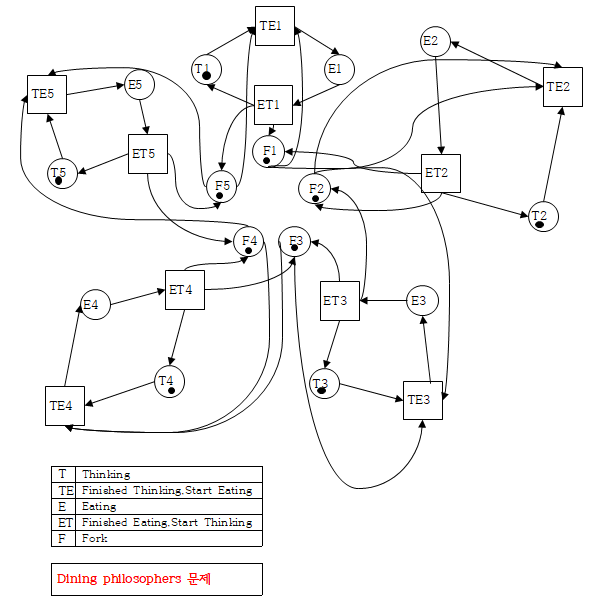 TE1
T1
E1
E2
TE5
E5
ET1
TE2
ET5
F1
ET2
T5
F5
F2
T2
F4
F3
E4
ET4
ET3
E3
T4
T3
TE4
TE3
T Thinking
TE Finished Thinking,Start Eating
E Eating
ET Finished Eating,Start Thinking
F Fork
Dining philosophers 문제